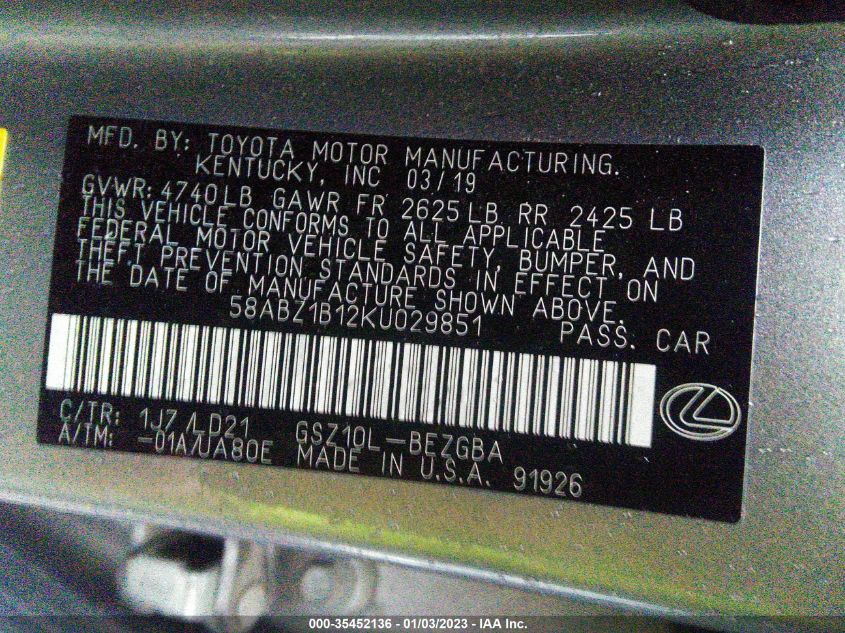 MFD. BY: TOYOTA MOTOR MANUFACTURING.
KENTUCKY, INC 03/19
GVWR: 4740LB GAWR FR 2625 LB RR 2425 LB
THIS VEHICLE CONFORMS TO ALL APPLICABLE
FEDERAL MOTOR VEHICLE SAFETY, BUMPER, AND
THEFT PREVENTION STANDARDS IN EFFECT ON
THE DATE OF MANUFACTURE SHOWN ABOVE.
58ABZ1B12KU029851 PASS. CAR
C/TR: 1J7/LD21 GSZ10L-BEZGBA
A/TM: -01A/UA80E MADE IN U.S.A. 91926
000-35452136 - 01/03/2023 - IAA Inc.